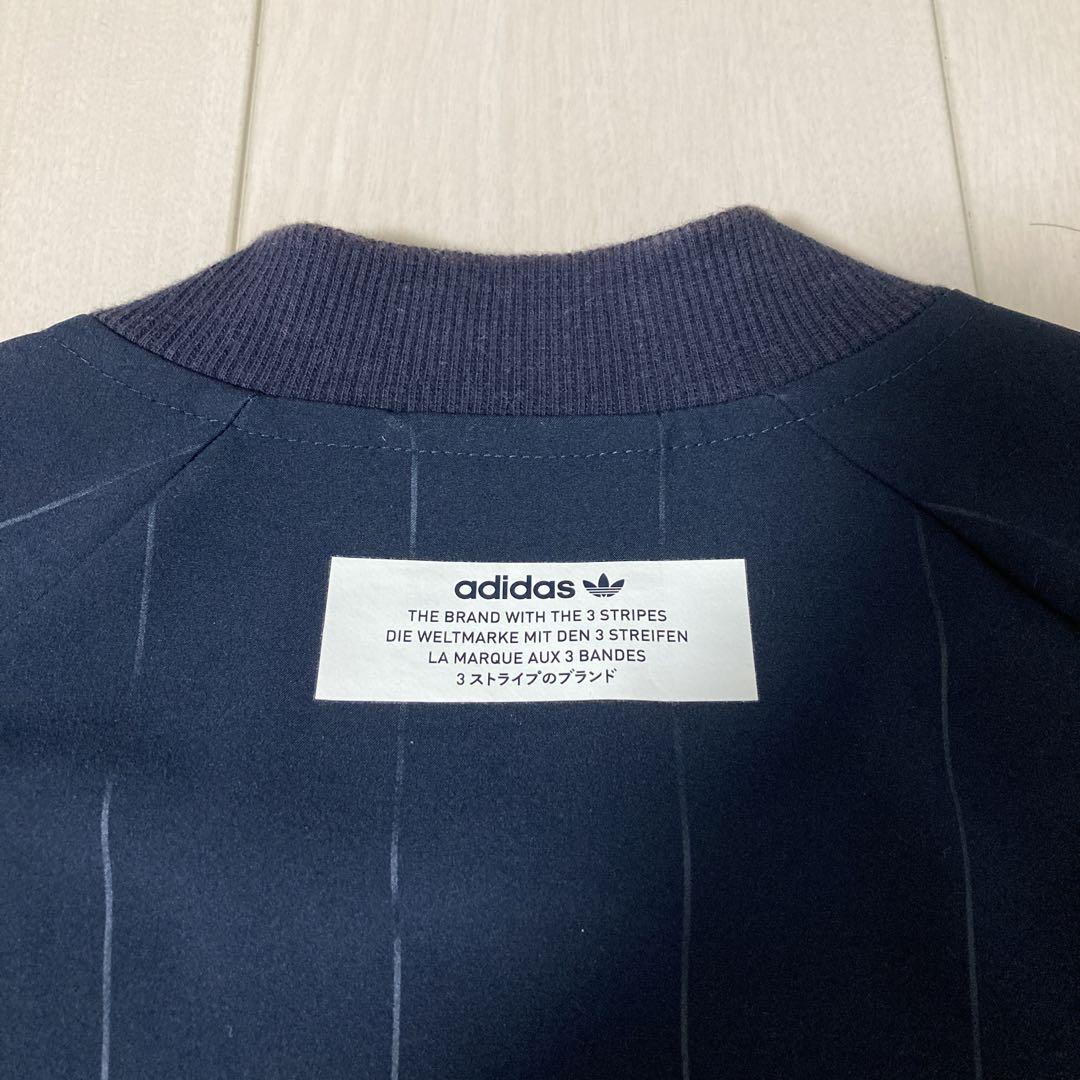 adidas
THE BRAND WITH THE 3 STRIPES
DIE WELTMARKE MIT DEN 3 STREIFEN
LA MARQUE AUX 3 BANDES
3ストライプのブランド